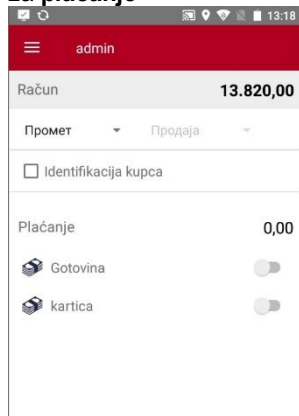 za plaćanje
13:18
admin
Račun 13.820,00
Промет Продаја
Identifikacija kupca
Plaćanje 0,00
Gotovina
kartica